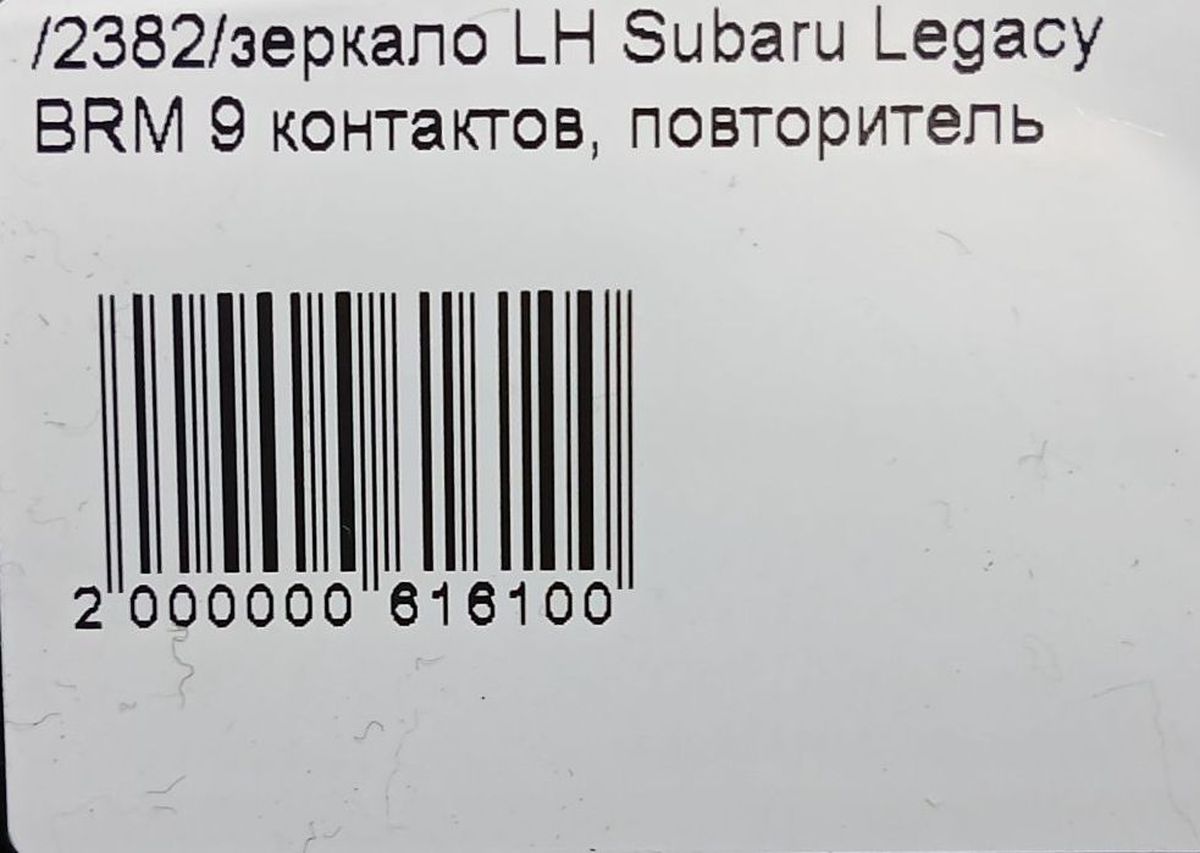 /2382/зеркало LH Subaru Legacy
BRM 9 контактов, повторитель
2 000000 616100